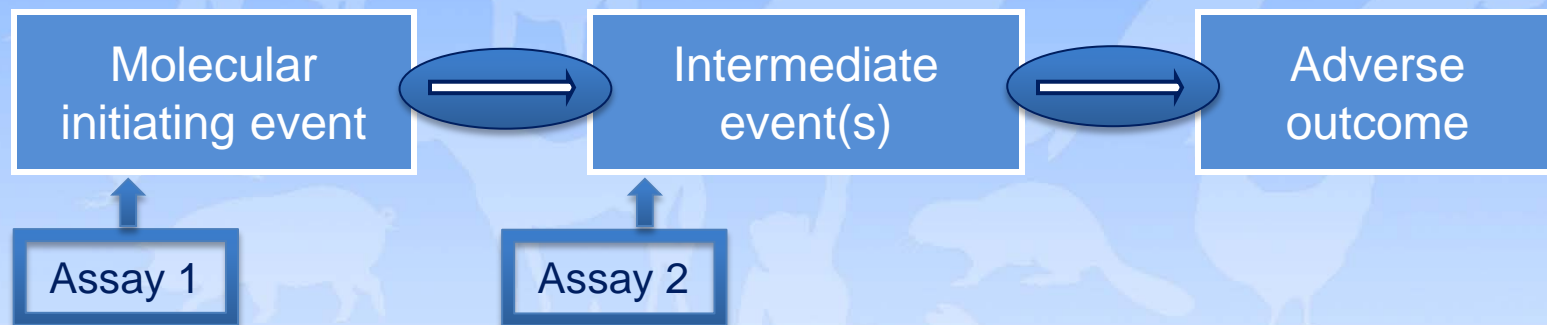 Molecular
initiating event
Intermediate
event(s)
Adverse
outcome
Assay 1
Assay 2